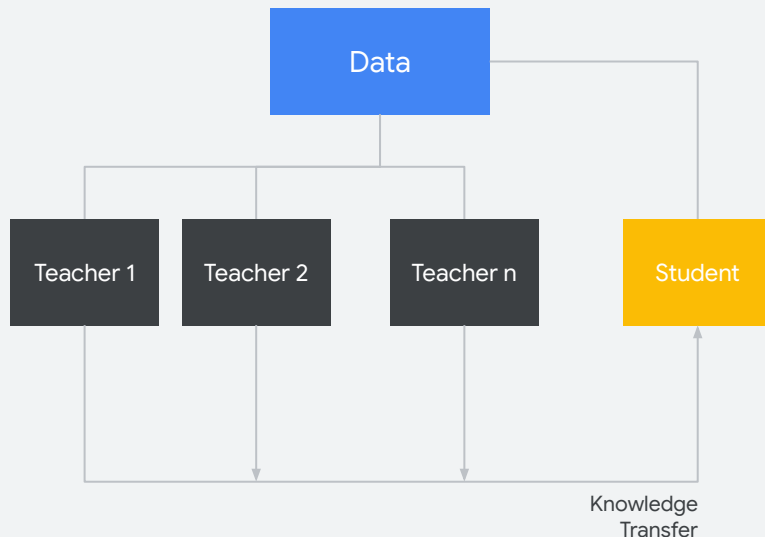 Data
Teacher 1
Teacher 2
Teacher n
Student
Knowledge
Transfer